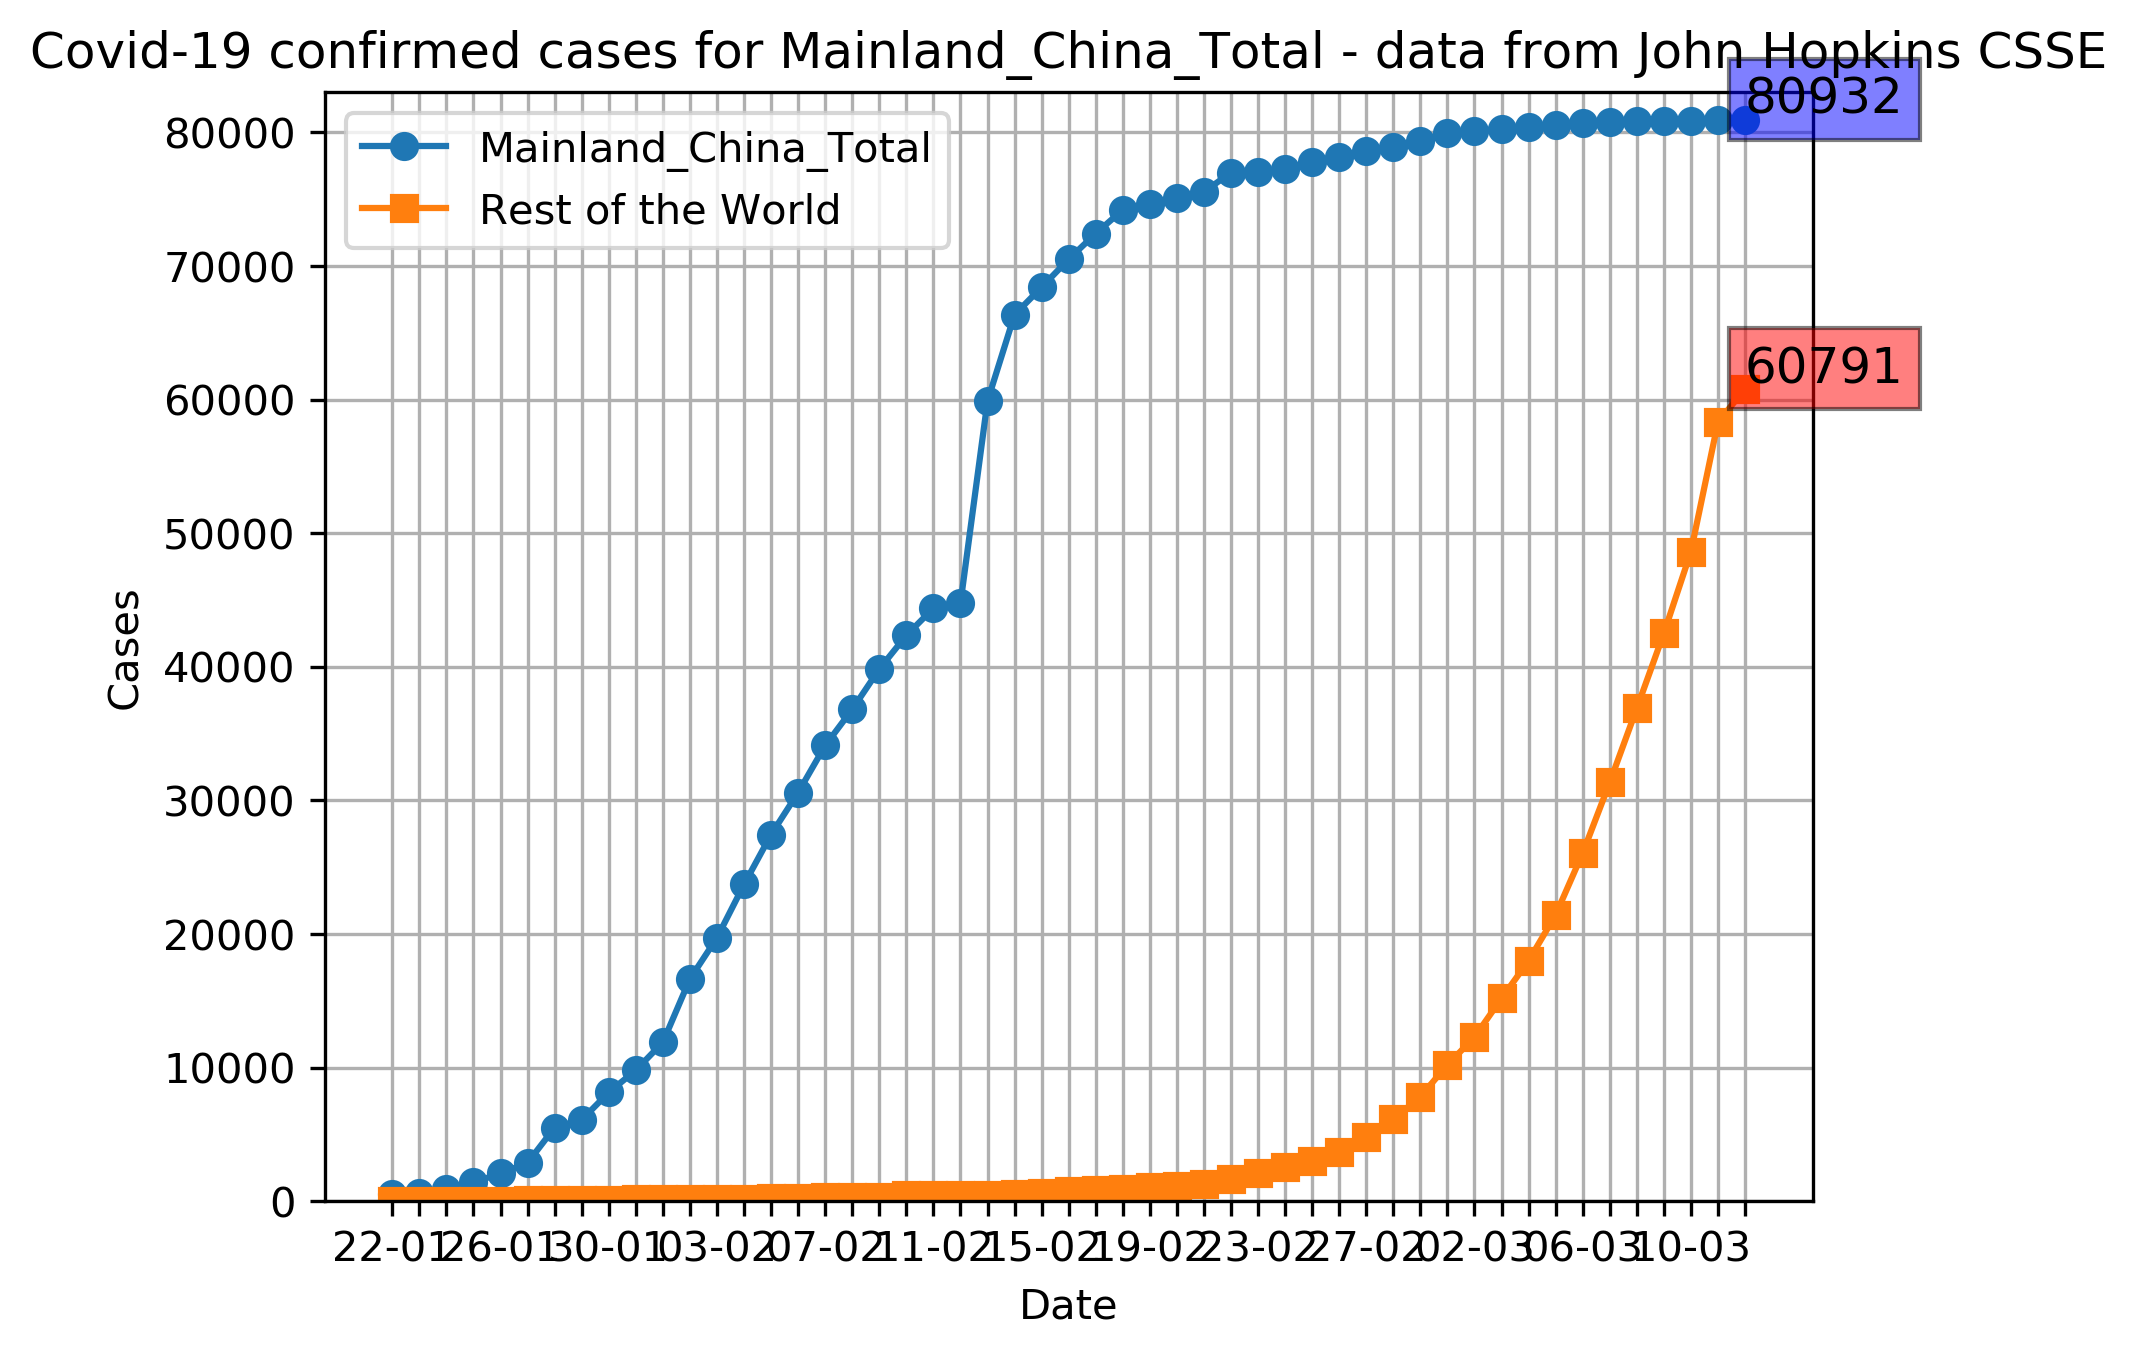 Covid-19 confirmed cases for Mainland_China_Total - data from John Hopkins CSSE
80932
Mainland_China_Total
Rest of the World
60791
80000
70000
60000
50000
40000
30000
20000
10000
0
Cases
22-01 26-01 30-01 03-02 07-02 11-02 15-02 19-02 23-02 27-02 02-03 06-03 10-03
Date